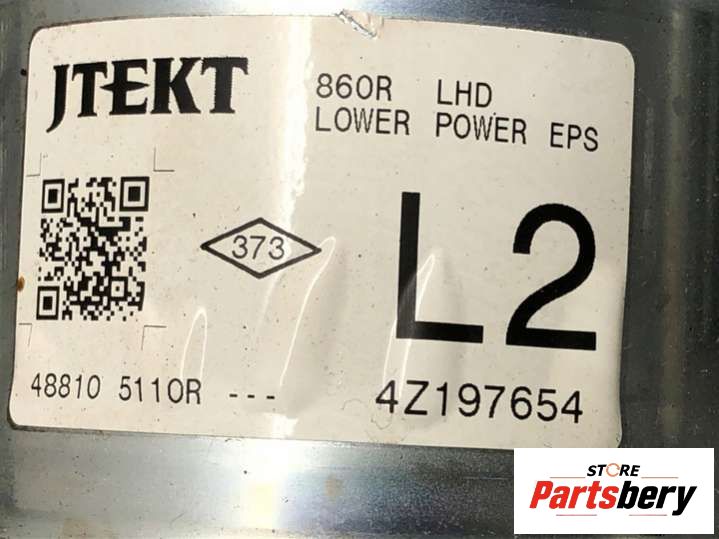 JTEKT
860R LHD
LOWER POWER EPS
373
L2
48810 5110R ---
4Z197654
STORE
Partsbery